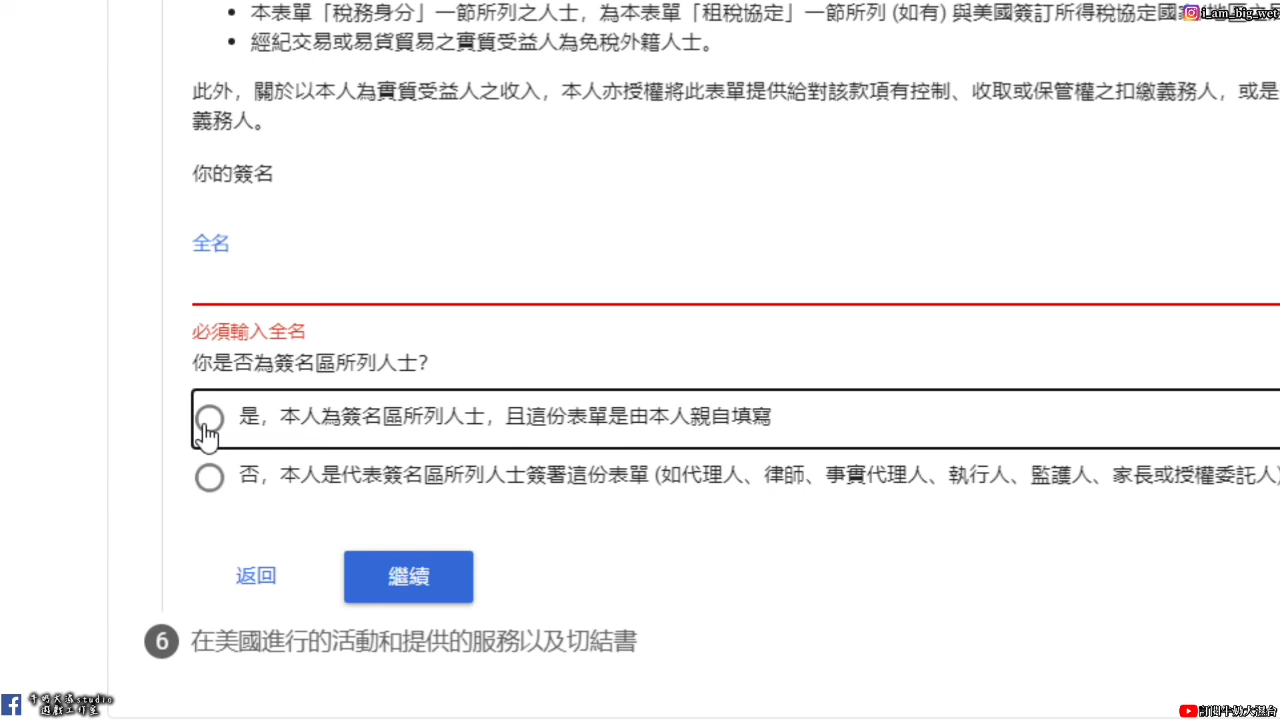 本表單「稅務身分」一節所列之人士，為本表單「租稅協定」一節所列 (如有) 與美國簽訂所得稅協定國
i_am_big_wei
經紀交易或易貨貿易之實質受益人為免稅外籍人士。
此外，關於以本人為實質受益人之收入，本人亦授權將此表單提供給對該款項有控制、收取或保管權之扣繳義務人，或是
義務人。
你的簽名
全名
必須輸入全名
你是否為簽名區所列人士？
是，本人為簽名區所列人士，且這份表單是由本人親自填寫
否，本人是代表簽名區所列人士簽署這份表單 (如代理人、律師、事實代理人、執行人、監護人、家長或授權委託人)
返回
繼續
6 在美國進行的活動和提供的服務以及切結書
studio
遊戲工作室